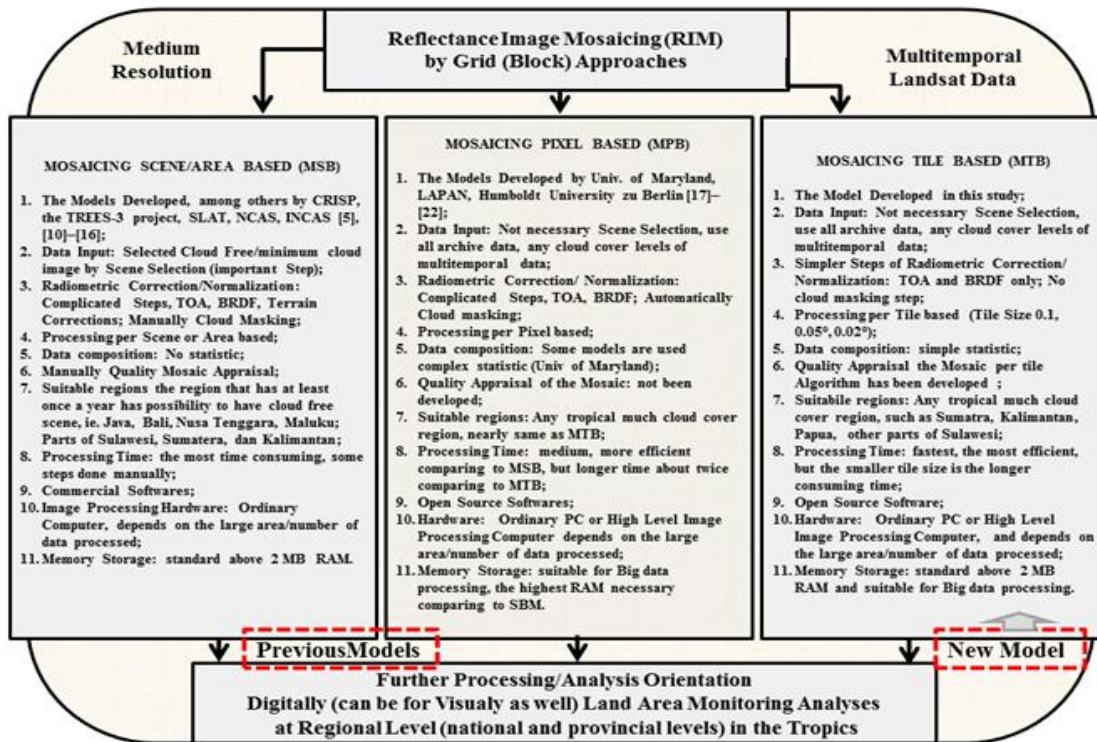 Reflectance Image Mosaicing (RIM)
by Grid (Block) Approaches
Medium
Resolution
Multitemporal
Landsat Data
MOSAICING SCENE/AREA BASED (MSB)
1. The Models Developed, among others by CRISP,
the TREES-3 project, SLAT, NCAS, INCAS [5],
[10]–[16];
2. Data Input: Selected Cloud Free/minimum cloud
image by Scene Selection (important Step);
3. Radiometric Correction/Normalization:
Complicated Steps, TOA, BRDF, Terrain
Corrections; Manually Cloud Masking;
4. Processing per Scene or Area based;
5. Data composition: No statistic;
6. Manually Quality Mosaic Appraisal;
7. Suitable regions the region that has at least
once a year has possibility to have cloud free
scene, ie. Java, Bali, Nusa Tenggara, Maluku;
Parts of Sulawesi, Sumatera, dan Kalimantan;
8. Processing Time: the most time consuming, some
steps done manually;
9. Commercial Softwares;
10. Image Processing Hardware: Ordinary
Computer, depends on the large area/number of
data processed;
11. Memory Storage: standard above 2 MB RAM.
MOSAICING PIXEL BASED (MPB)
1. The Models Developed by Univ. of Maryland,
LAPAN, Humboldt University zu Berlin [17]–
[22];
2. Data Input: Not necessary Scene Selection, use
all archive data, any cloud cover levels of
multitemporal data;
3. Radiometric Correction/ Normalization:
Complicated Steps, TOA, BRDF; Automatically
Cloud masking;
4. Processing per Pixel based;
5. Data composition: Some models are used
complex statistic (Univ of Maryland);
6. Quality Appraisal of the Mosaic: not been
developed;
7. Suitable regions: Any tropical much cloud cover
region, nearly same as MTB;
8. Processing Time: medium, more efficient
comparing to MSB, but longer time about twice
comparing to MTB;
9. Open Source Softwares;
10. Hardware: Ordinary PC or High Level Image
Processing Computer depends on the large
area/number of data processed;
11. Memory Storage: suitable for Big data
processing, the highest RAM necessary
comparing to SBM.
MOSAICING TILE BASED (MTB)
1. The Model Developed in this study;
2. Data Input: Not necessary Scene Selection,
use all archive data, any cloud cover levels of
multitemporal data;
3. Simpler Steps of Radiometric Correction/
Normalization: TOA and BRDF only; No
cloud masking step;
4. Processing per Tile based (Tile Size 0.1,
0.05°, 0.02°);
5. Data composition: simple statistic;
6. Quality Appraisal the Mosaic per tile
Algorithm has been developed ;
7. Suitabile regions: Any tropical much cloud
cover region, such as Sumatra, Kalimantan,
Papua, other parts of Sulawesi;
8. Processing Time: fastest, the most efficient,
but the smaller tile size is the longer
consuming time;
9. Open Source Software;
10. Hardware: Ordinary PC or High Level
Image Processing Computer, and depends on
the large area/number of data processed;
11. Memory Storage: standard above 2 MB
RAM and suitable for Big data processing.
Previous Models
New Model
Further Processing/Analysis Orientation
Digitally (can be for Visualy as well) Land Area Monitoring Analyses
at Regional Level (national and provincial levels) in the Tropics